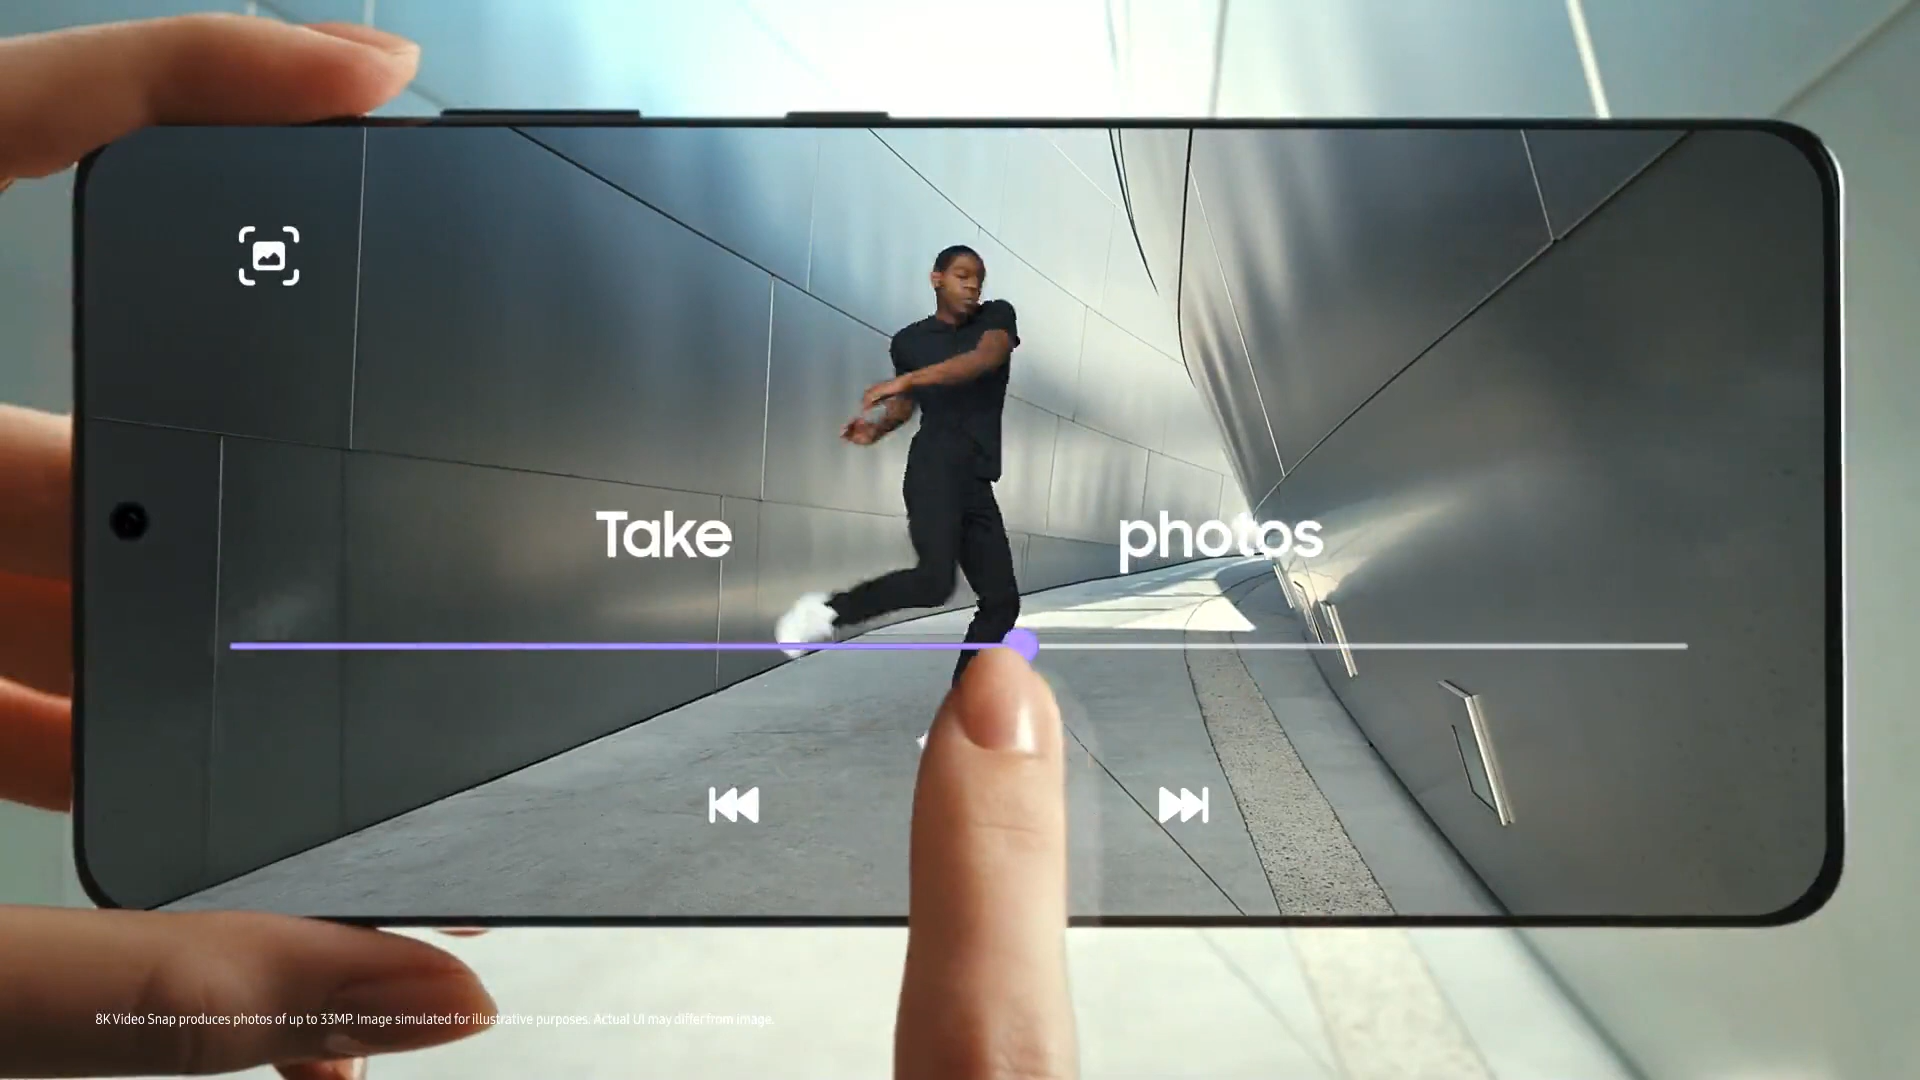 Take photos
8K Video Snap produces photos of up to 33MP. Image simulated for illustrative purposes. Actual UI may differ from image.